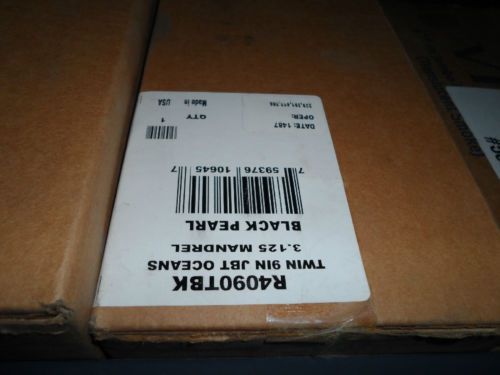 R4090TBK
TWIN 9IN JBT OCEANS
3.125 MANDREL
BLACK PEARL
7 59376 10645 7
DATE: 1487
OPER:
QTY 1
Made in USA